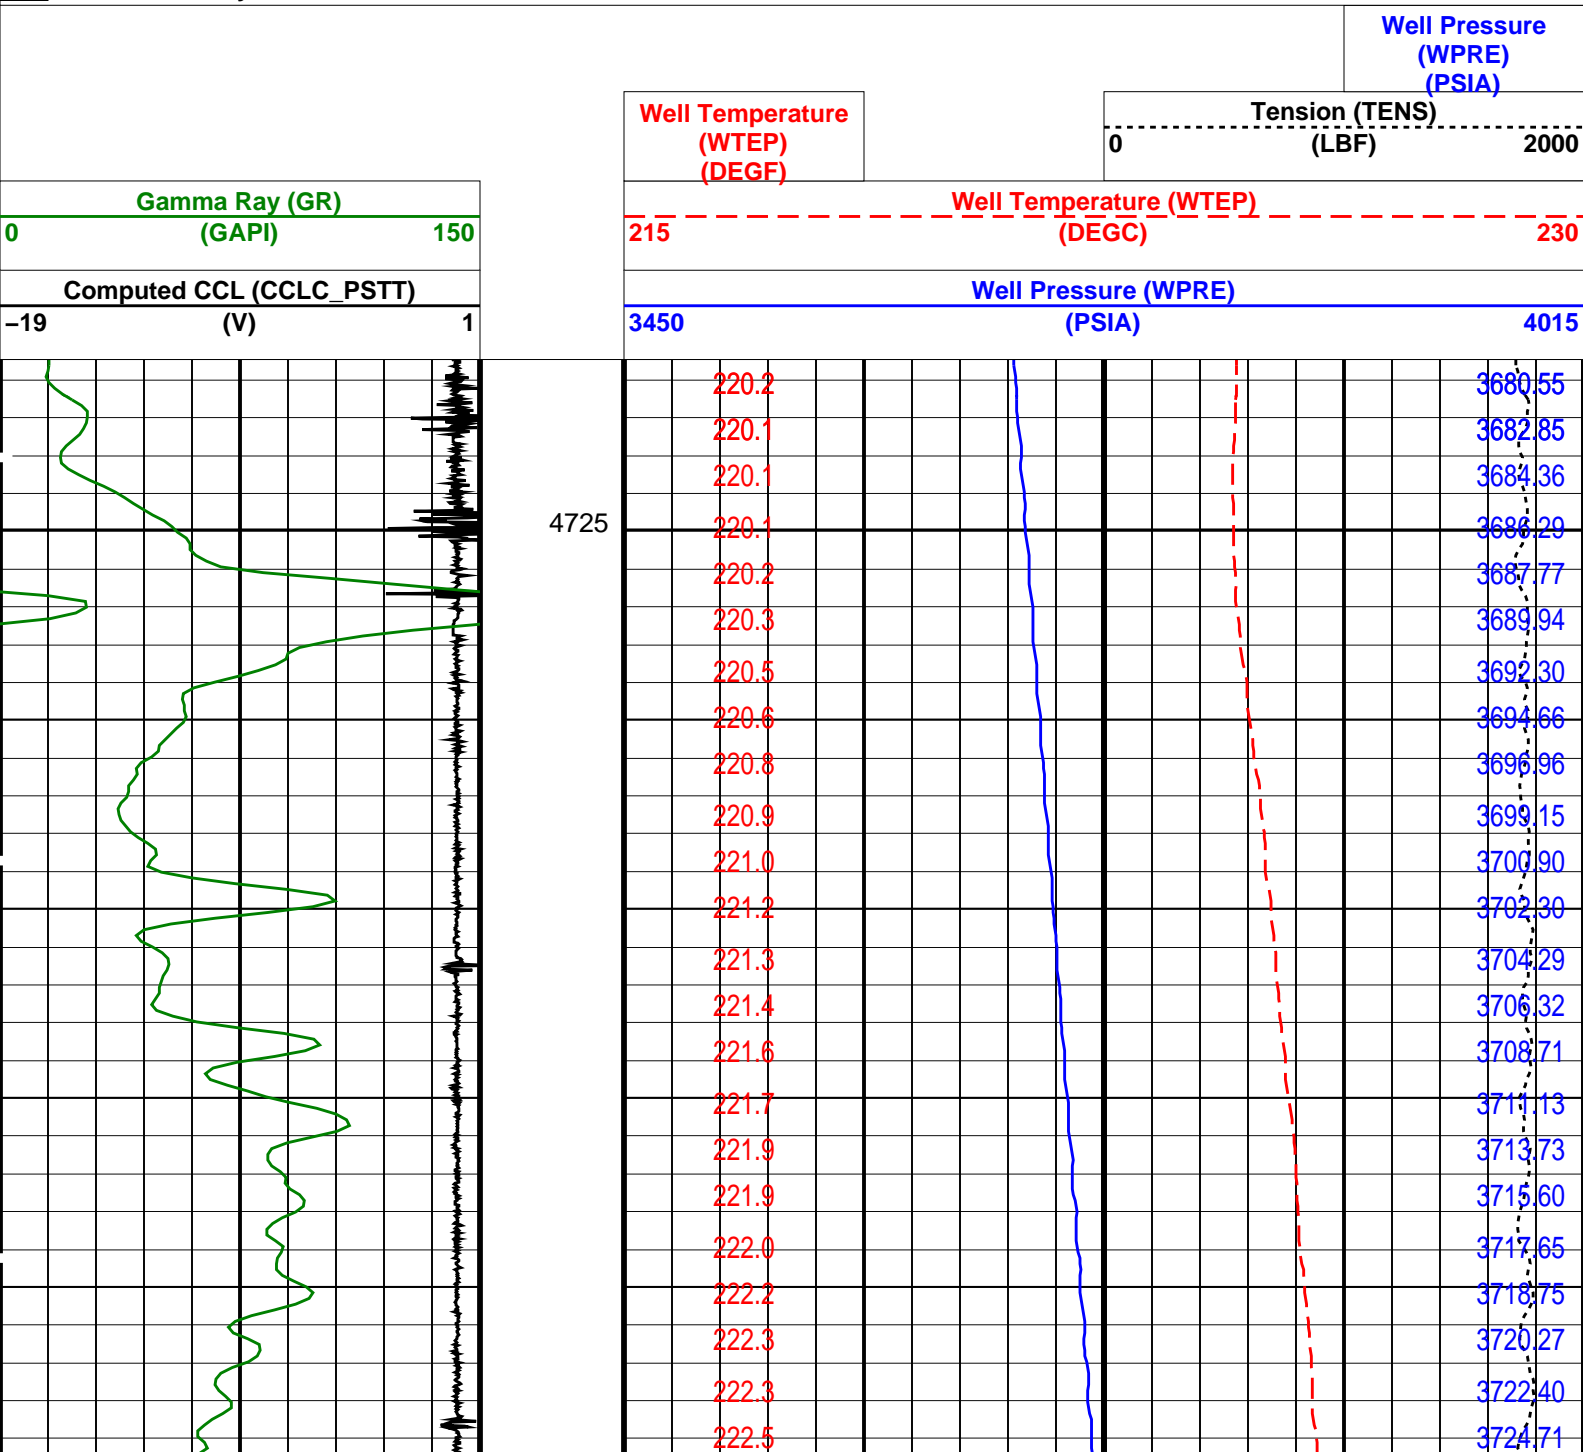 Well Pressure
(WPRE)
(PSIA)
Well Temperature
(WTEP)
(DEGF)
Tension (TENS)
0 (LBF) 2000
Gamma Ray (GR)
0 (GAPI) 150
Well Temperature (WTEP)
215 (DEGC) 230
Computed CCL (CCLC_PSTT)
−19 (V) 1
Well Pressure (WPRE)
3450 (PSIA) 4015
220.2 3680.55
220.1 3682.85
220.1 3684.36
4725 220.1 3686.29
220.2 3687.77
220.3 3689.94
220.5 3692.30
220.6 3694.66
220.8 3696.96
220.9 3699.15
221.0 3700.90
221.2 3702.30
221.3 3704.29
221.4 3706.32
221.6 3708.71
221.7 3711.13
221.9 3713.73
221.9 3715.60
222.0 3717.65
222.2 3718.75
222.3 3720.27
222.3 3722.40
222.5 3724.71